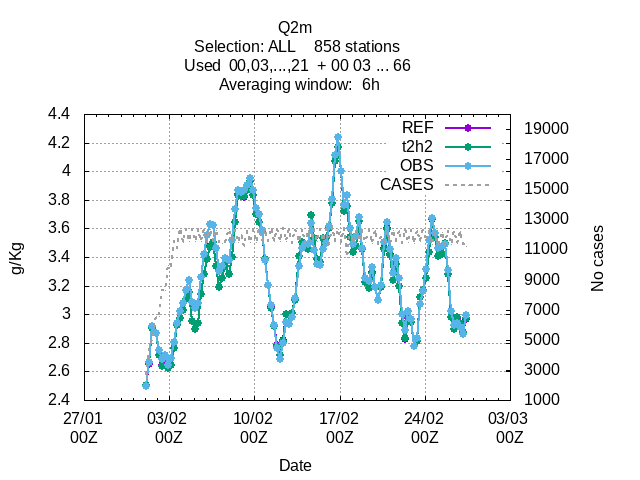 Q2m
Selection: ALL    858 stations
Used  00,03,...,21  + 00 03 ... 66
Averaging window:  6h
REF
t2h2
OBS
CASES
4.4
4.2
4
3.8
3.6
3.4
3.2
3
2.8
2.6
2.4
g/Kg
19000
17000
15000
13000
11000
9000
7000
5000
3000
1000
No cases
27/01 03/02 10/02 17/02 24/02 03/03
00Z 00Z 00Z 00Z 00Z 00Z
Date